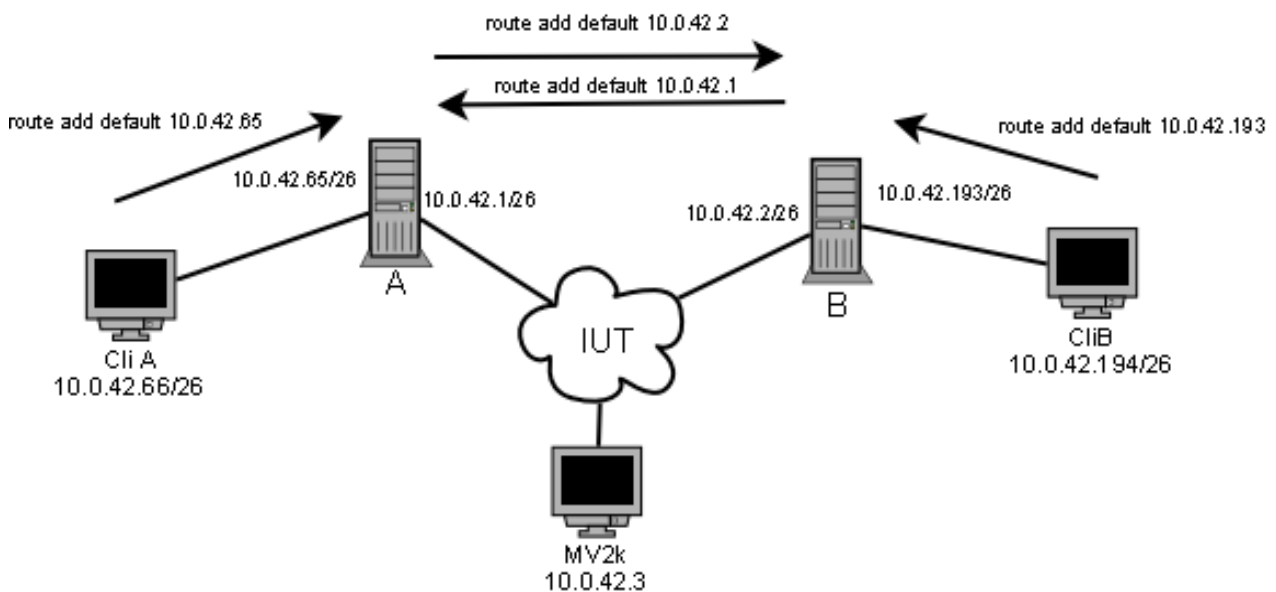 route add default 10.0.42.2
route add default 10.0.42.1
route add default 10.0.42.65
route add default 10.0.42.193
10.0.42.65/26
10.0.42.1/26
10.0.42.2/26
10.0.42.193/26
A
B
IUT
Cli A
10.0.42.66/26
CliB
10.0.42.194/26
MV2k
10.0.42.3